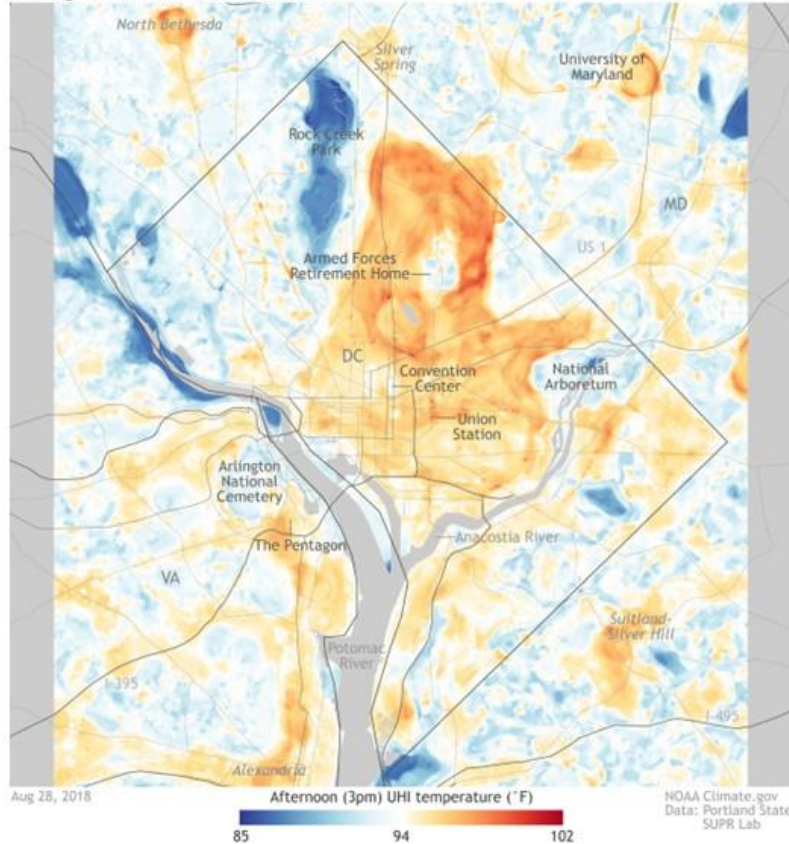 North Bethesda
Silver
Spring
University of
Maryland
Rock Creek
Park
MD
US 1
Armed Forces
Retirement Home
DC
Convention
Center
National
Arboretum
Union
Station
Arlington
National
Cemetery
The Pentagon
Anacostia River
VA
Suitland-
Silver Hill
Potomac
River
I-395
I-495
Alexandria
Aug 28, 2018
Afternoon (3pm) UHI temperature (°F)
NOAA Climate.gov
Data: Portland State
SUPR Lab
85
94
102